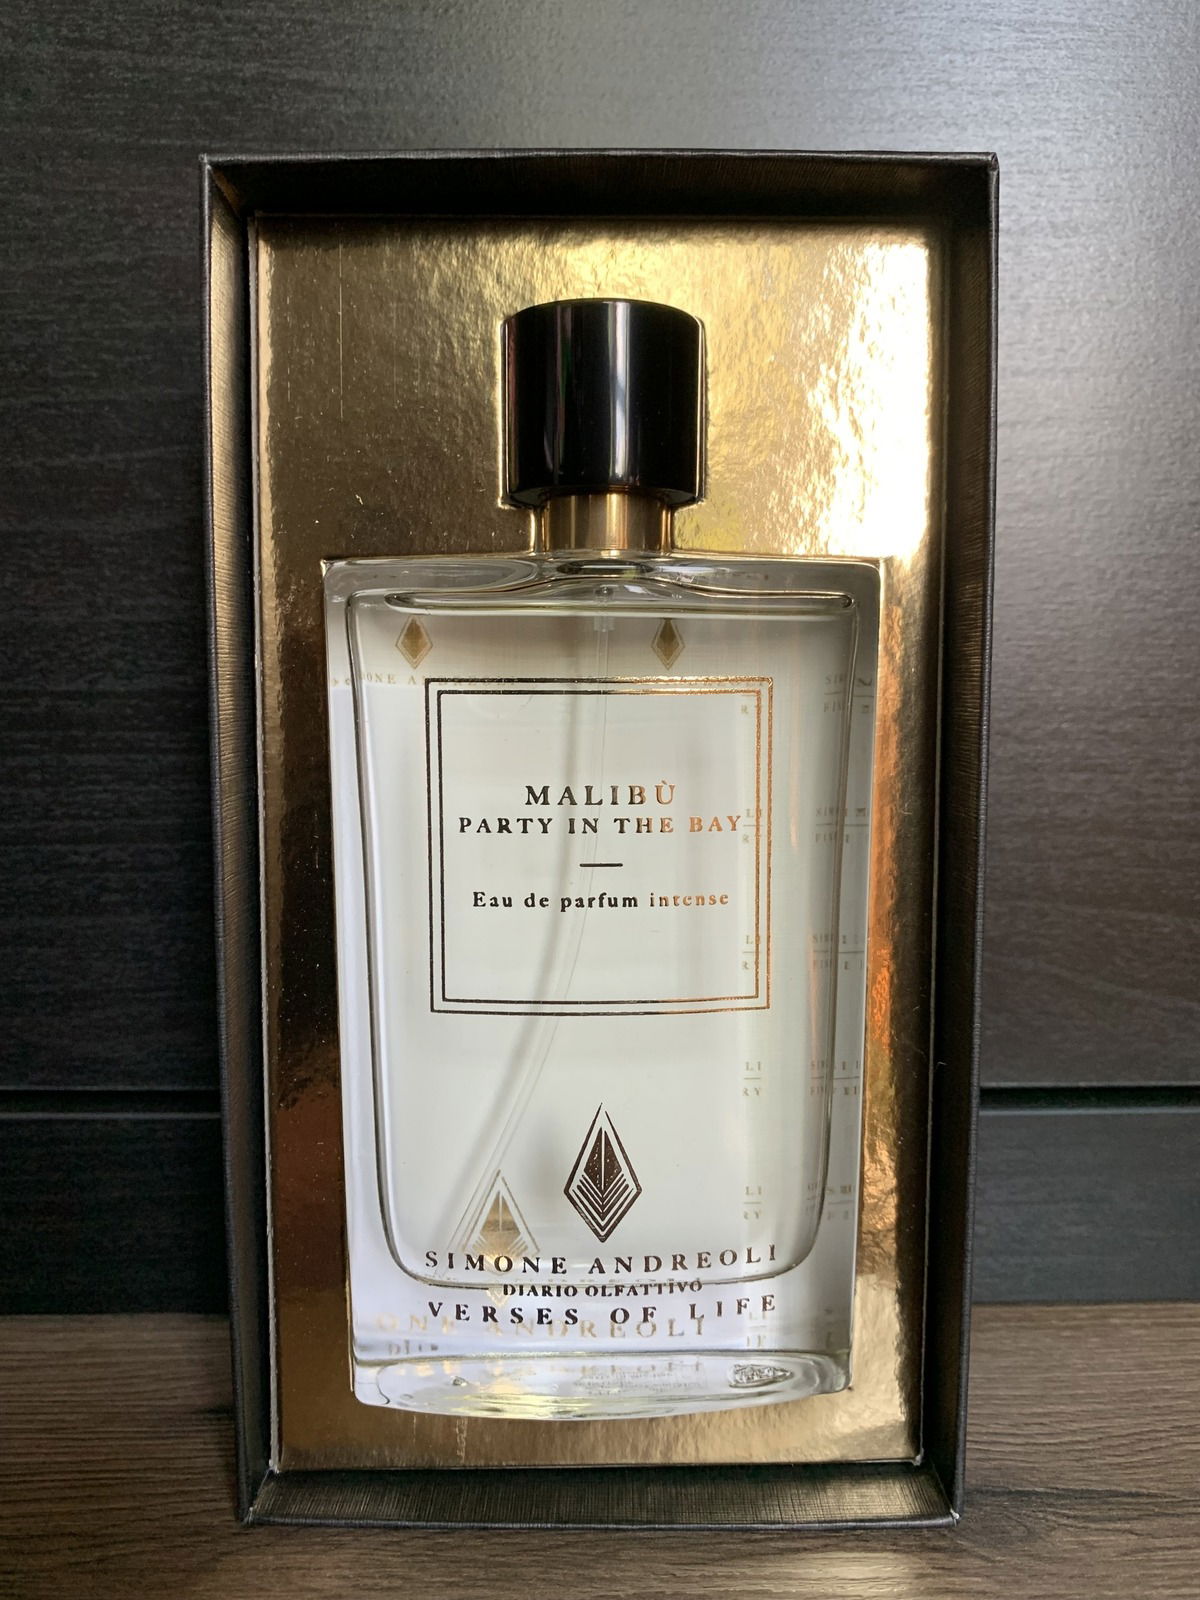 MALIBÙ
PARTY IN THE BAY
Eau de parfum intense
SIMONE ANDREOLI
DIARIO OLFATTIVO
VERSES OF LIFE